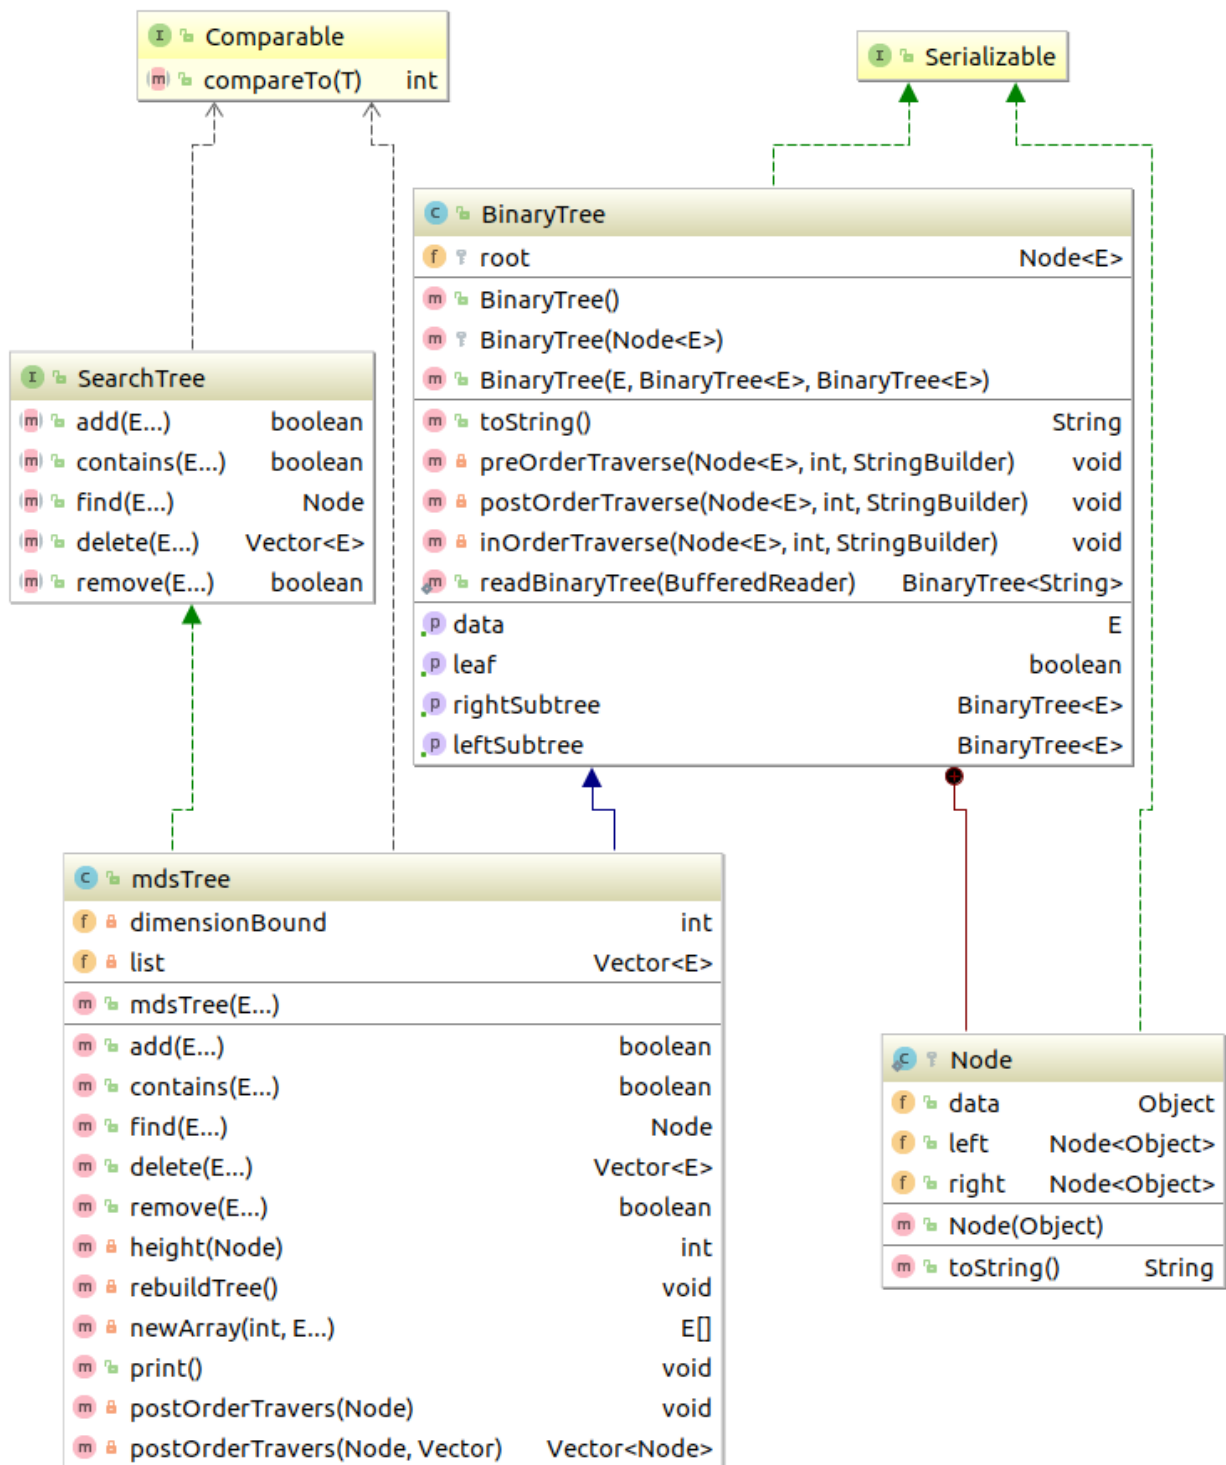 Comparable
compareTo(T) int
Serializable
BinaryTree
root Node<E>
BinaryTree()
BinaryTree(Node<E>)
BinaryTree(E, BinaryTree<E>, BinaryTree<E>)
toString() String
preOrderTraverse(Node<E>, int, StringBuilder) void
postOrderTraverse(Node<E>, int, StringBuilder) void
inOrderTraverse(Node<E>, int, StringBuilder) void
readBinaryTree(BufferedReader) BinaryTree<String>
data E
leaf boolean
rightSubtree BinaryTree<E>
leftSubtree BinaryTree<E>
SearchTree
add(E...) boolean
contains(E...) boolean
find(E...) Node
delete(E...) Vector<E>
remove(E...) boolean
mdsTree
dimensionBound int
list Vector<E>
mdsTree(E...)
add(E...) boolean
contains(E...) boolean
find(E...) Node
delete(E...) Vector<E>
remove(E...) boolean
height(Node) int
rebuildTree() void
newArray(int, E...) E[]
print() void
postOrderTravers(Node) void
postOrderTravers(Node, Vector) Vector<Node>
Node
data Object
left Node<Object>
right Node<Object>
Node(Object)
toString() String